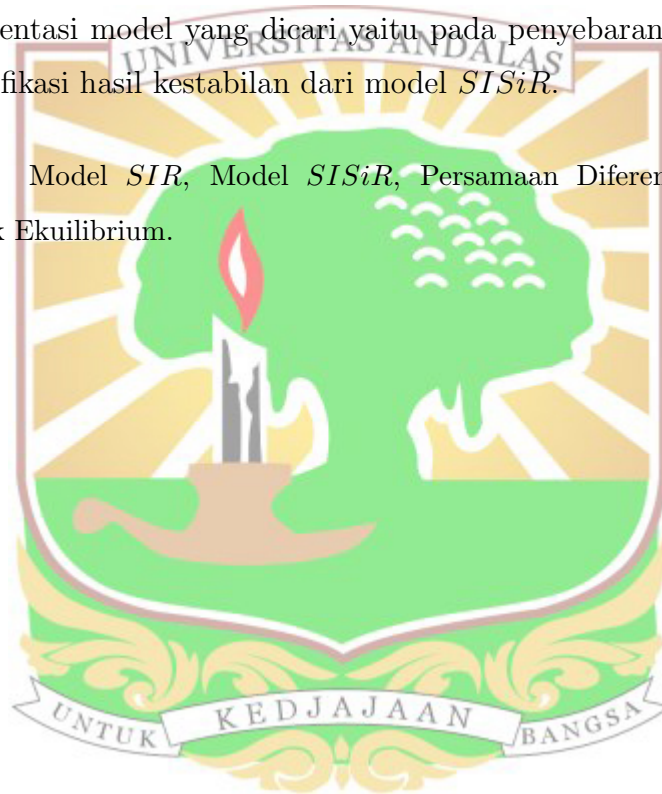 entasi model yang dicari yaitu pada penyebaran
UNIVERSITAS ANDALAS
fikasi hasil kestabilan dari model SISiR.
Model SIR, Model SISiR, Persamaan Diferen
k Ekuilibrium.
UNTUK KEDJAJAAN BANGSA